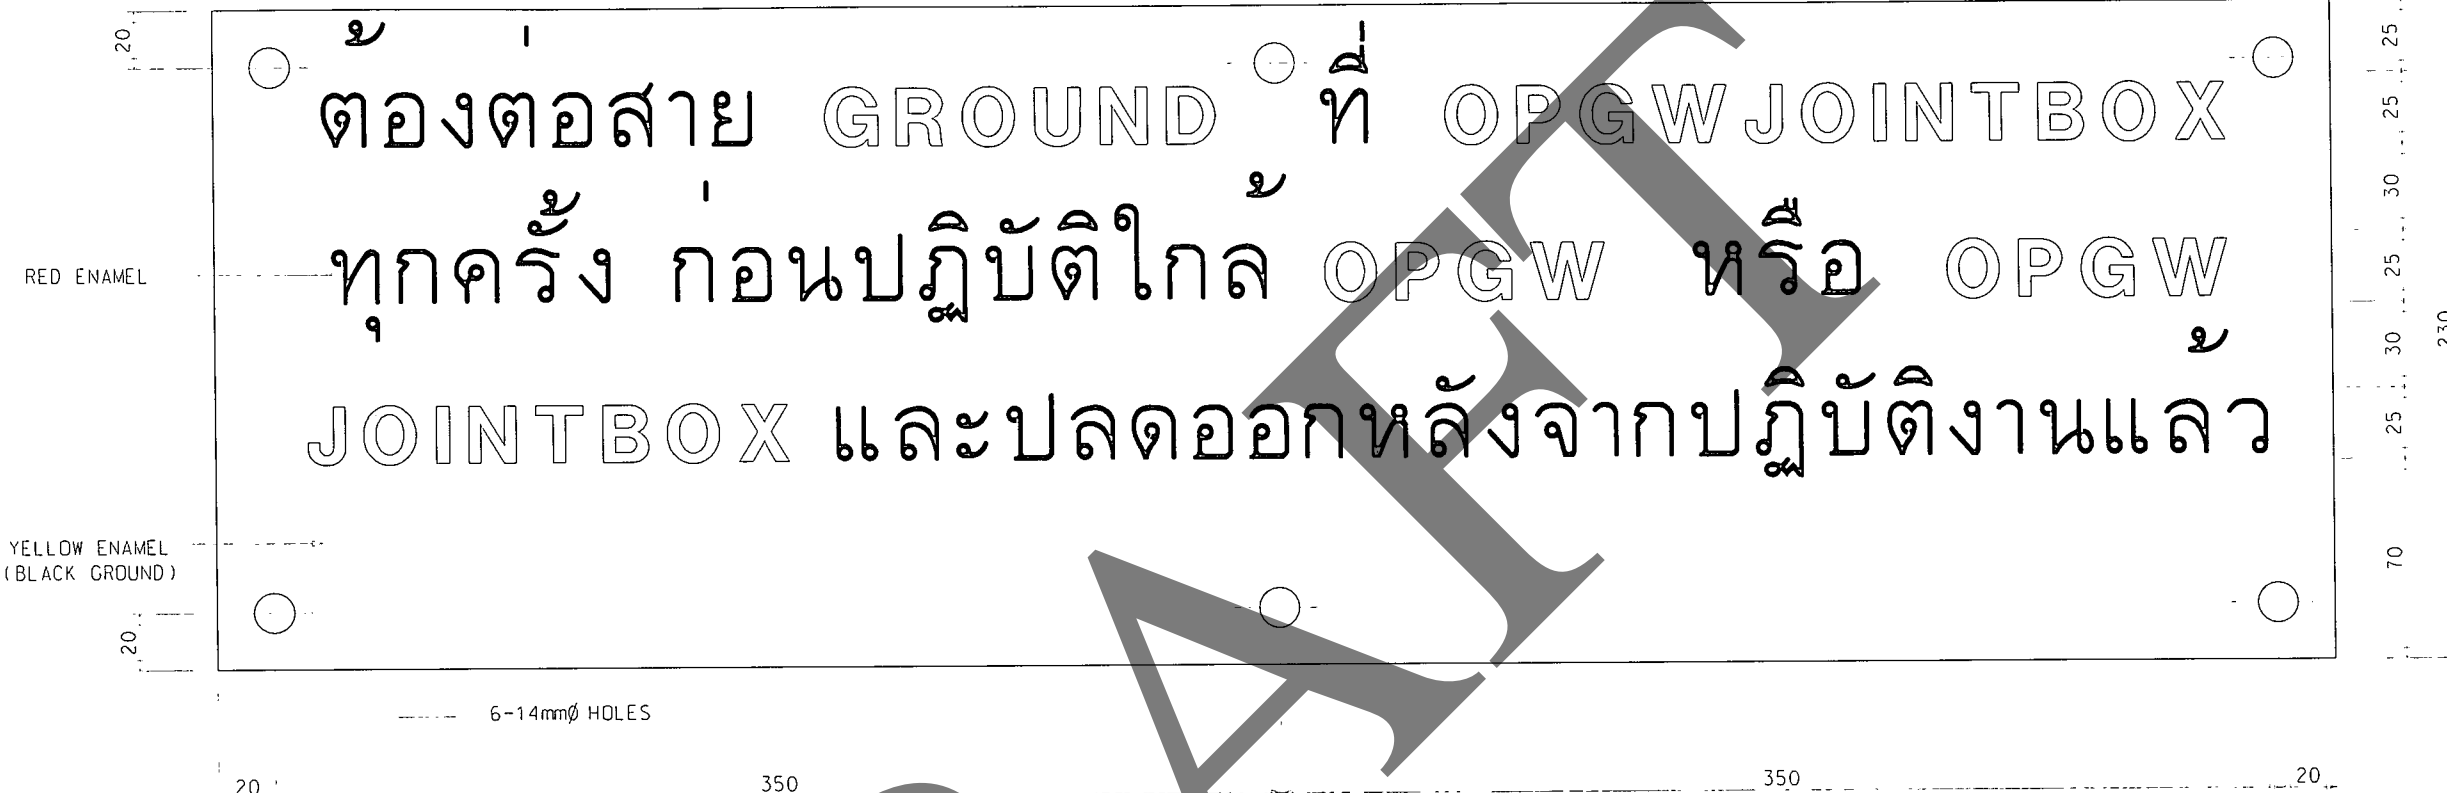 ต้องต่อสาย GROUND ที่ OPGWJOINTBOX
ทุกครั้ง ก่อนปฏิบัติใกล้ OPGW หรือ OPGW
JOINTBOX และปลดออกหลังจากปฏิบัติงานแล้ว
RED ENAMEL
YELLOW ENAMEL
(BLACK GROUND)
20
20
6-14mmØ HOLES
20
350
350
20
25
25
30
25
30
25
70
230
AFT